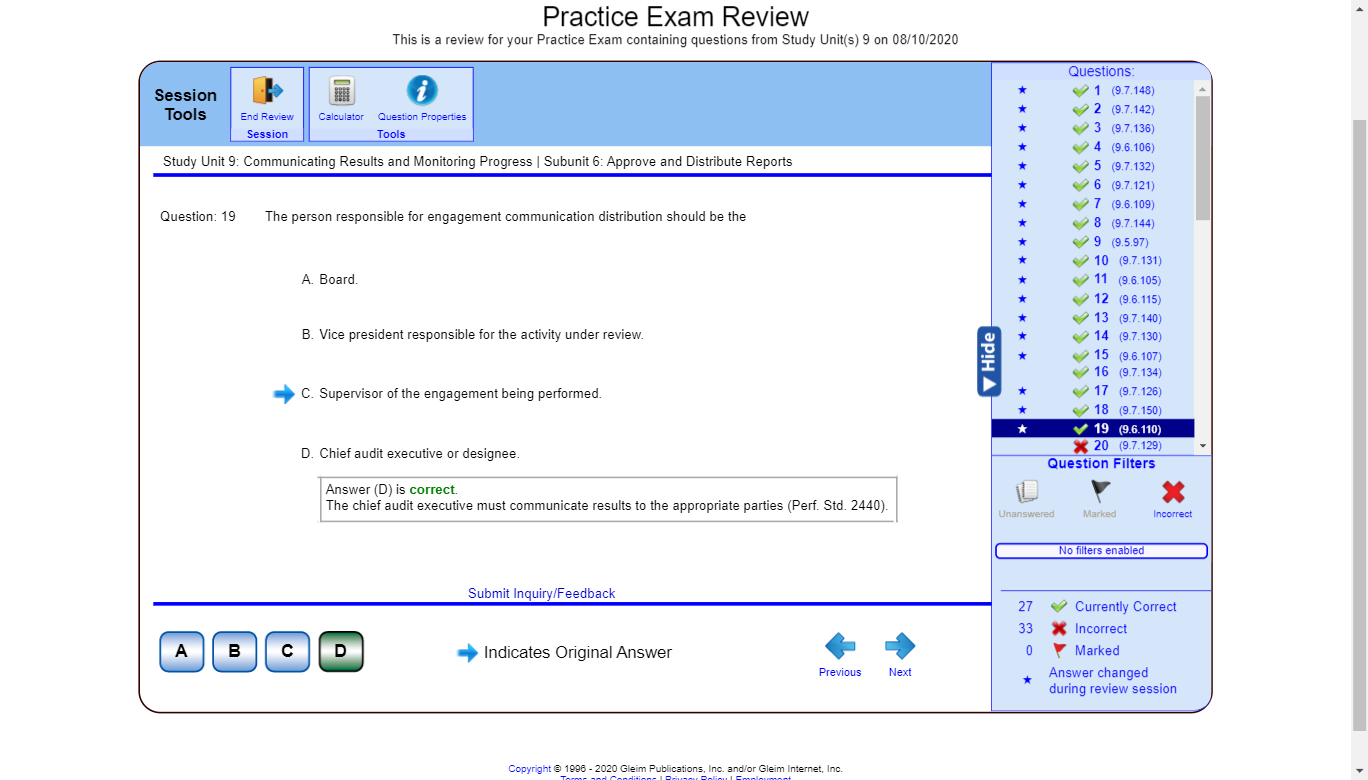 Practice Exam Review
This is a review for your Practice Exam containing questions from Study Unit(s) 9 on 08/10/2020
Session
Tools
End Review
Session
Calculator
Question Properties
Tools
Study Unit 9: Communicating Results and Monitoring Progress | Subunit 6: Approve and Distribute Reports
Question: 19 The person responsible for engagement communication distribution should be the
A. Board.
B. Vice president responsible for the activity under review.
C. Supervisor of the engagement being performed.
D. Chief audit executive or designee.
Answer (D) is correct.
The chief audit executive must communicate results to the appropriate parties (Perf. Std. 2440).
Submit Inquiry/Feedback
A B C D
Indicates Original Answer
Previous
Next
Hide
Questions:
1 (9.7.148)
2 (9.7.142)
3 (9.7.136)
4 (9.6.106)
5 (9.7.132)
6 (9.7.121)
7 (9.6.109)
8 (9.7.144)
9 (9.5.97)
10 (9.7.131)
11 (9.6.105)
12 (9.6.115)
13 (9.7.140)
14 (9.7.130)
15 (9.6.107)
16 (9.7.134)
17 (9.7.126)
18 (9.7.150)
19 (9.6.110)
20 (9.7.129)
Question Filters
Unanswered
Marked
Incorrect
No filters enabled
27 Currently Correct
33 Incorrect
0 Marked
Answer changed
during review session
Copyright © 1996 - 2020 Gleim Publications, Inc. and/or Gleim Internet, Inc.
Terms and Conditions | Privacy Policy | Employment